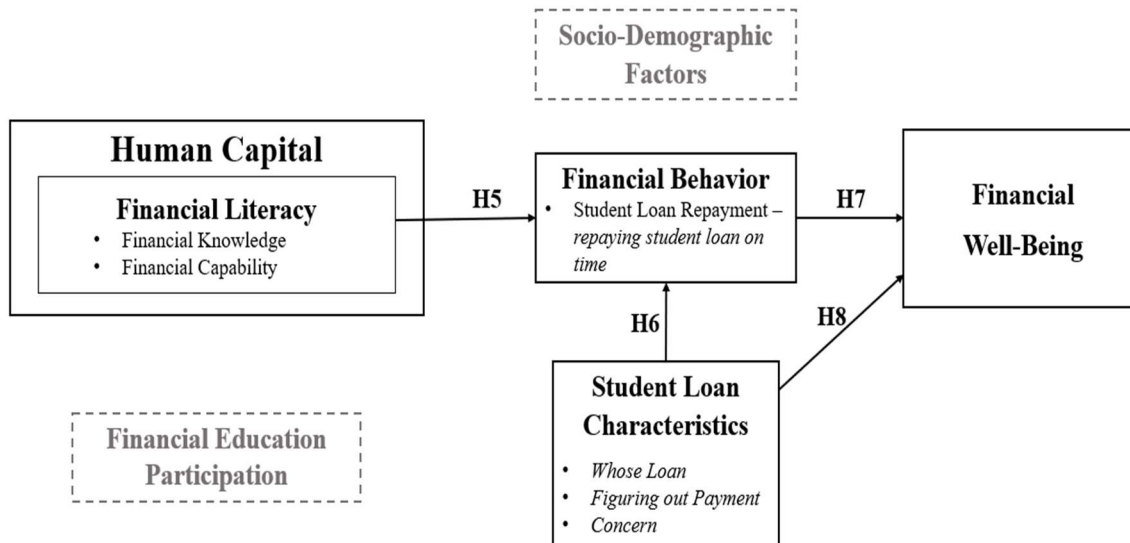 Socio-Demographic
Factors
Human Capital
Financial Literacy
• Financial Knowledge
• Financial Capability
H5
Financial Behavior
• Student Loan Repayment –
repaying student loan on
time
H7
Financial
Well-Being
H6
H8
Student Loan
Characteristics
• Whose Loan
• Figuring out Payment
• Concern
Financial Education
Participation